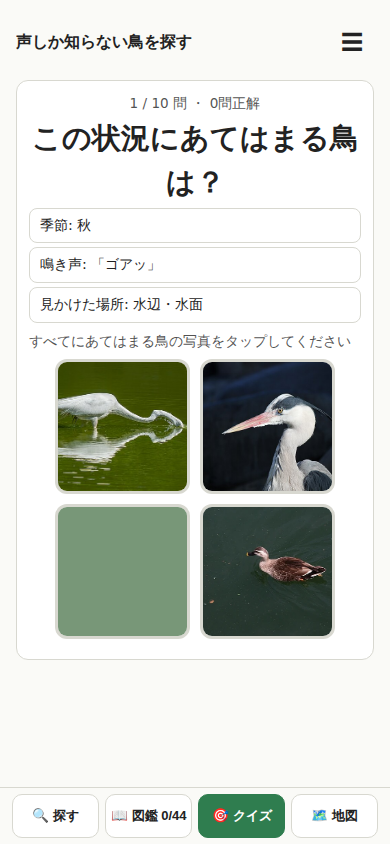 声しか知らない鳥を探す
☰
1 / 10 問 ・ 0問正解
この状況にあてはまる鳥
は？
季節: 秋
鳴き声: 「ゴアッ」
見かけた場所: 水辺・水面
すべてにあてはまる鳥の写真をタップしてください
🔍 探す
📖 図鑑 0/44
🎯 クイズ
🗺️ 地図